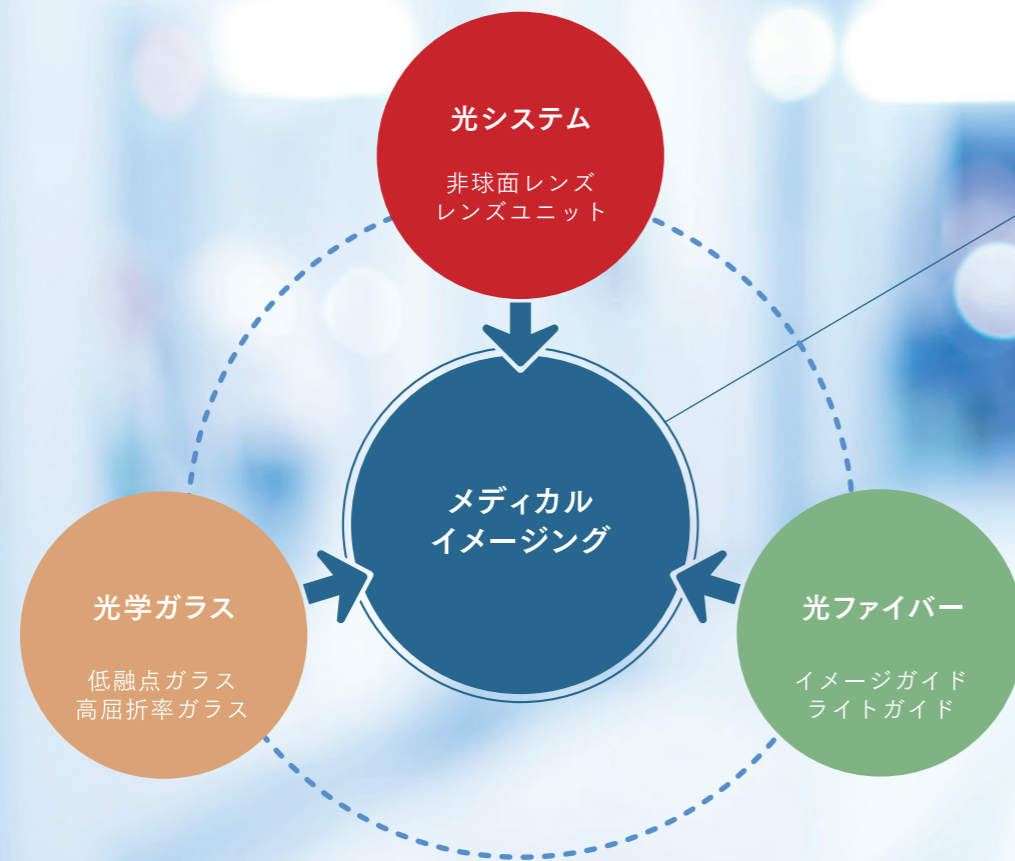 光システム
非球面レンズ
レンズユニット
メディカル
イメージング
光学ガラス
低融点ガラス
高屈折率ガラス
光ファイバー
イメージガイド
ライトガイド